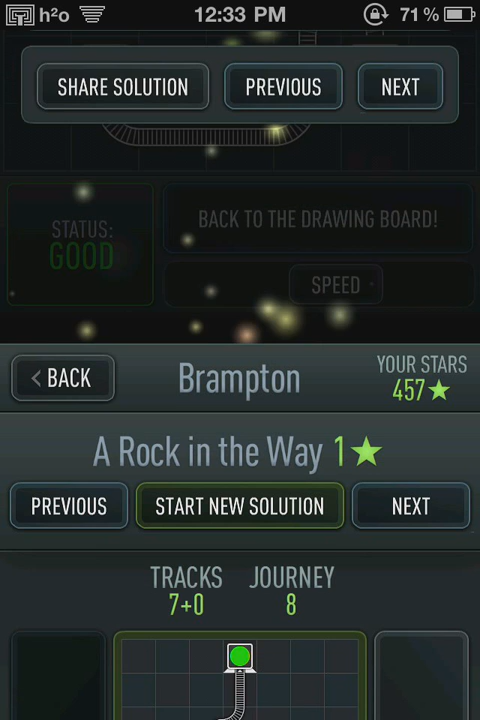 h²o 12:33 PM 71%
SHARE SOLUTION PREVIOUS NEXT
STATUS:
GOOD
BACK TO THE DRAWING BOARD!
SPEED
BACK Brampton YOUR STARS
457
A Rock in the Way 1
PREVIOUS START NEW SOLUTION NEXT
TRACKS JOURNEY
7+0 8